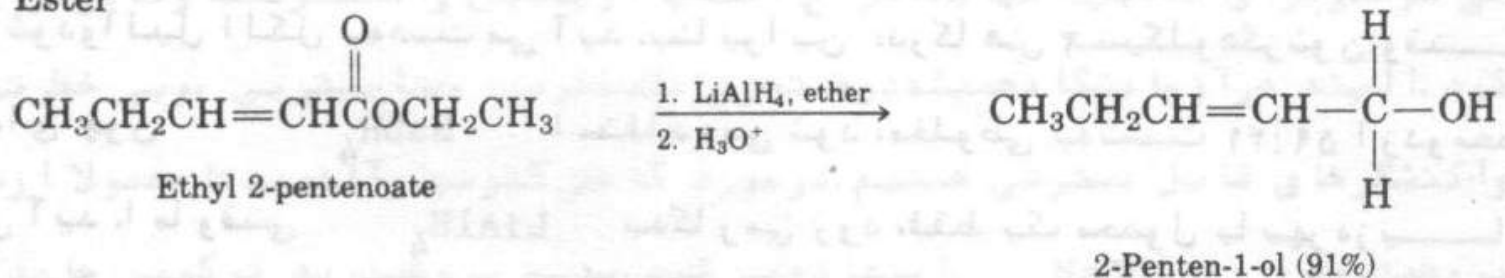 Ester
O
CH₃CH₂CH=CHCOCH₂CH₃
1. LiAlH₄, ether
2. H₃O⁺
H
CH₃CH₂CH=CH—C—OH
H
Ethyl 2-pentenoate
2-Penten-1-ol (91%)